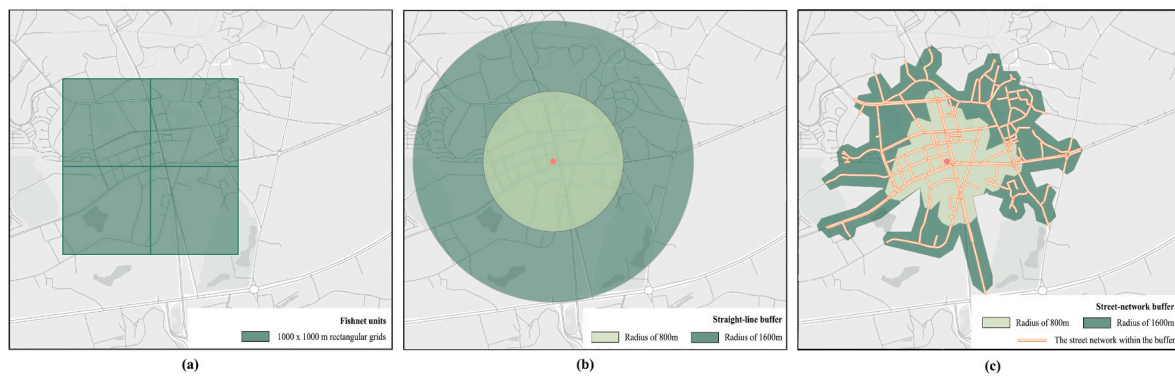 Fishnet units
1000 x 1000 m rectangular grids
(a)
Straight-line buffer
Radius of 800m Radius of 1600m
(b)
Street-network buffer
Radius of 800m Radius of 1600m
The street network within the buffer
(c)